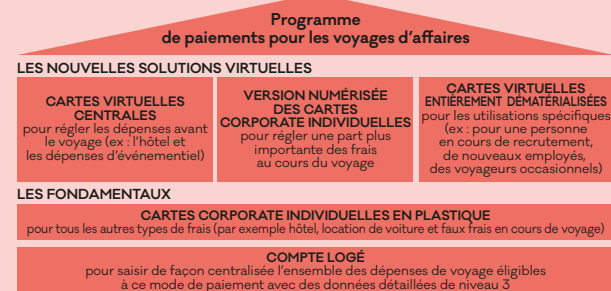 Programme
de paiements pour les voyages d'affaires
LES NOUVELLES SOLUTIONS VIRTUELLES
CARTES VIRTUELLES
CENTRALES
pour régler les dépenses avant
le voyage (ex : l'hôtel et
les dépenses d'événementiel)
VERSION NUMÉRISÉE
DES CARTES
CORPORATE INDIVIDUELLES
pour régler une part plus
importante des frais
au cours du voyage
CARTES VIRTUELLES
ENTIÈREMENT DÉMATÉRIALISÉES
pour les utilisations spécifiques
(ex : pour une personne
en cours de recrutement,
de nouveaux employés,
des voyageurs occasionnels)
LES FONDAMENTAUX
CARTES CORPORATE INDIVIDUELLES EN PLASTIQUE
pour tous les autres types de frais (par exemple hôtel, location de voiture et faux frais en cours de voyage)
COMPTE LOGÉ
pour saisir de façon centralisée l'ensemble des dépenses de voyage éligibles
à ce mode de paiement avec des données détaillées de niveau 3